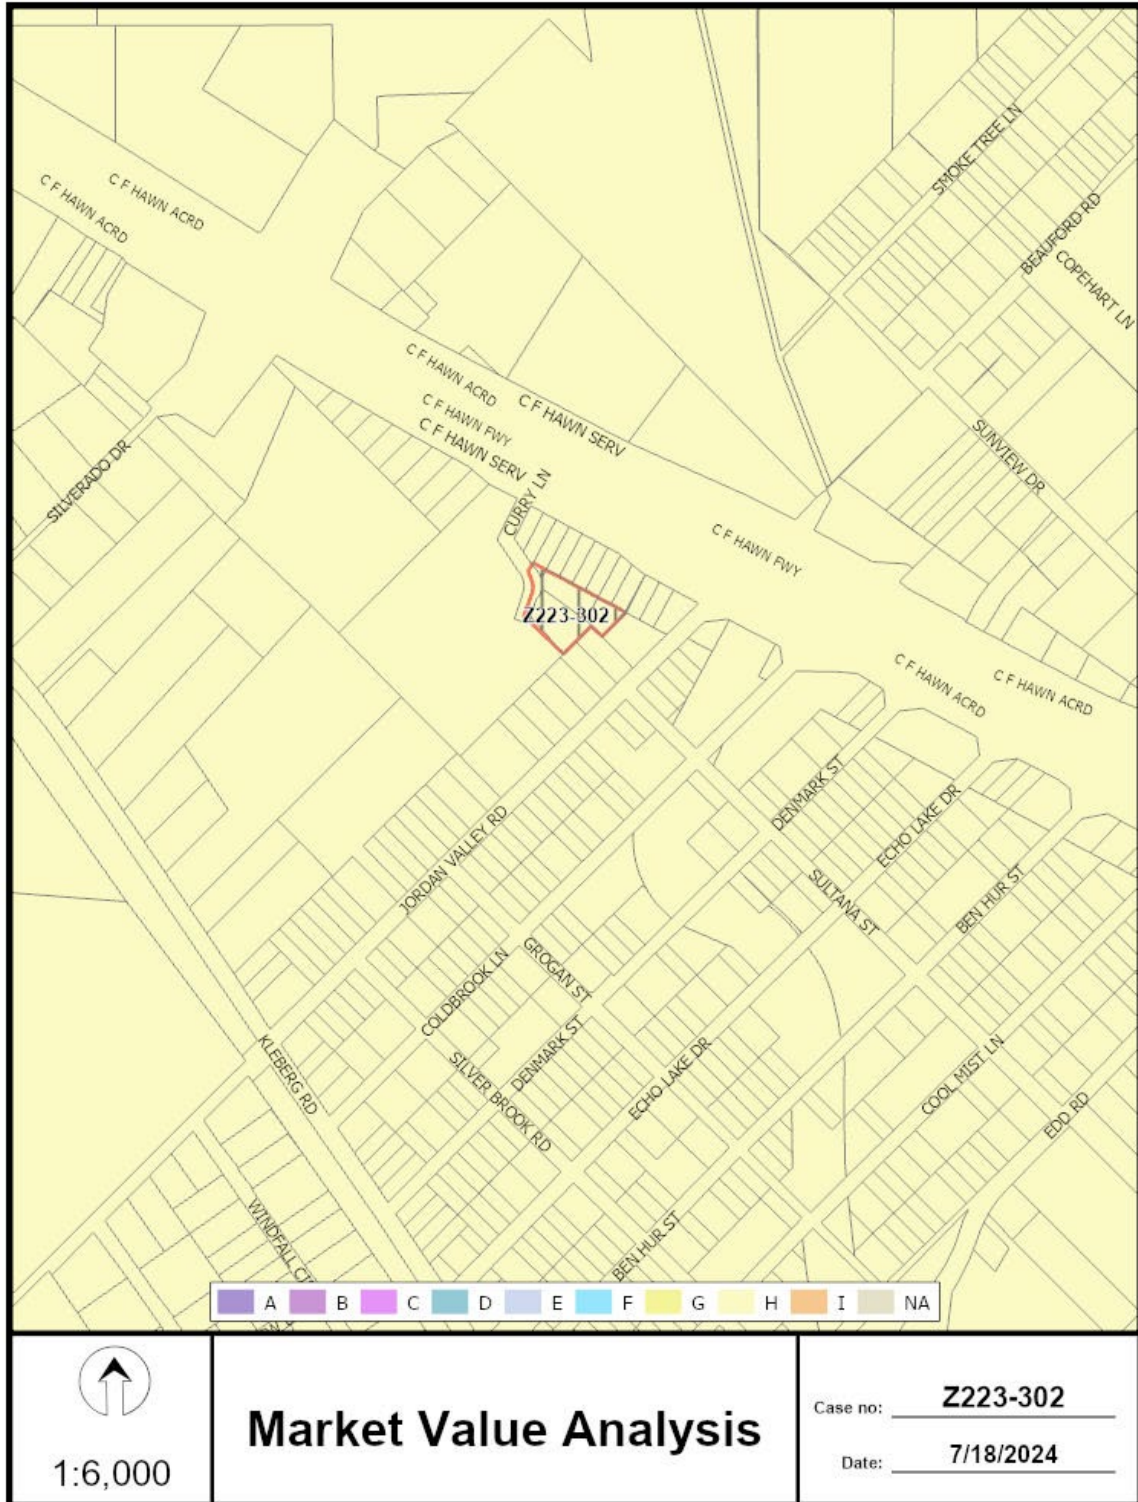 SMOKE TREE LN
C F HAWN ACRD
C F HAWN ACRD
BEAUFORD RD
COPEHART LN
C F HAWN ACRD
C F HAWN SERV
C F HAWN FWY
C F HAWN SERV
SILVERADO DR
SUNVIEW DR
CURRY LN
C F HAWN FWY
Z223-302
C F HAWN ACRD
C F HAWN ACRD
DENMARK ST
ECHO LAKE DR
JORDAN VALLEY RD
SULTANA ST
BEN HUR ST
GROGAN ST
COLDBROOK LN
DENMARK ST
KLEBERG RD
SILVER BROOK RD
ECHO LAKE DR
COOL MIST LN
EDD RD
WINDFALL
BEN HUR ST
A B C D E F G H I NA
1:6,000
Market Value Analysis
Case no: Z223-302
Date: 7/18/2024